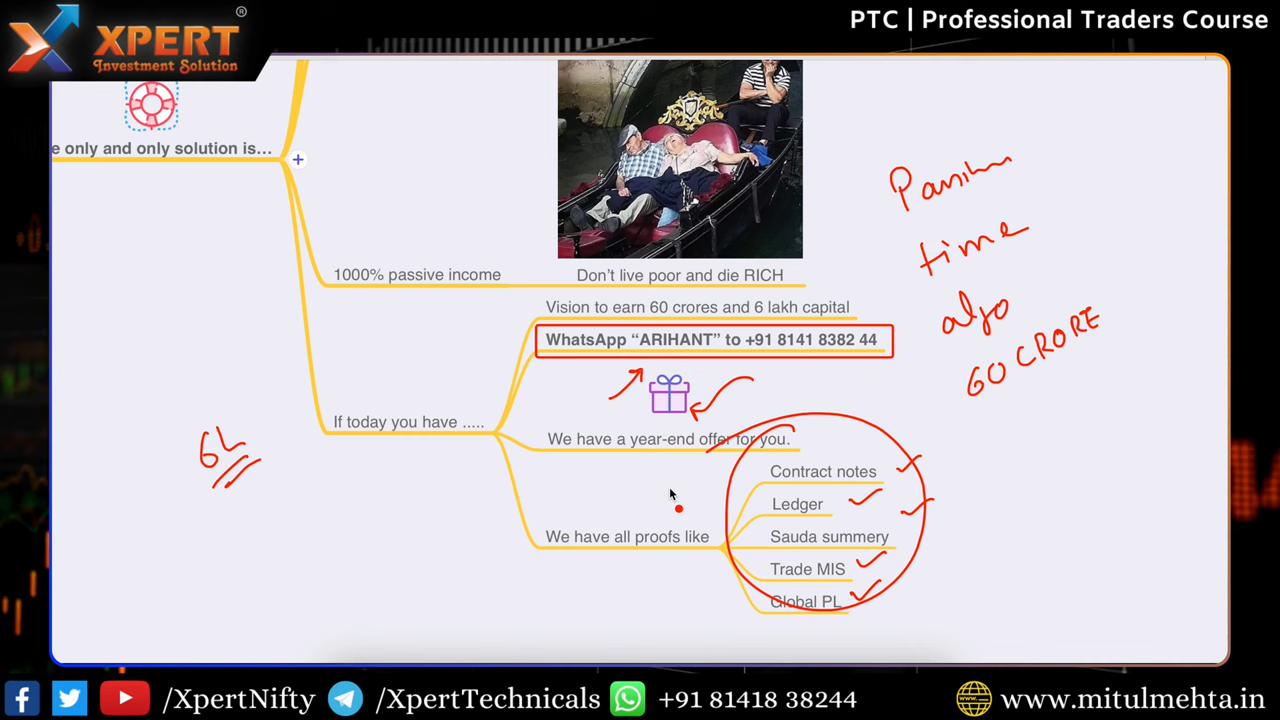 PTC | Professional Traders Course
XPERT
®
Investment Solution
e only and only solution is...
1000% passive income
Don't live poor and die RICH
Vision to earn 60 crores and 6 lakh capital
WhatsApp “ARIHANT” to +91 8141 8382 44
If today you have .....
We have a year-end offer for you.
We have all proofs like
Contract notes
Ledger
Sauda summery
Trade MIS
Global PL
time
also
60 CRORE
6L
/XpertNifty
/XpertTechnicals
+91 81418 38244
www.mitulmehta.in